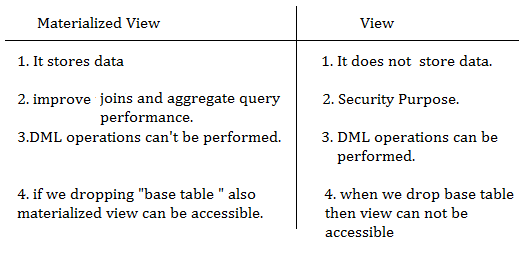 Materialized View
View
1. It stores data
1. It does not store data.
2. improve joins and aggregate query
performance.
2. Security Purpose.
3.DML operations can't be performed.
3. DML operations can be
performed.
4. if we dropping "base table " also
materialized view can be accessible.
4. when we drop base table
then view can not be
accessible